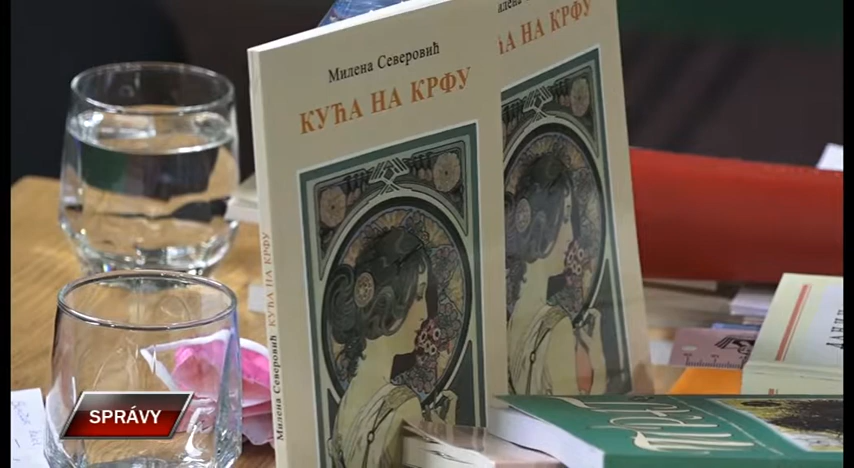 Милена Северовић
КУЋА НА КРФУ
НА КРФУ
Милена Северовић КУЋА НА КРФУ
SPRÁVY